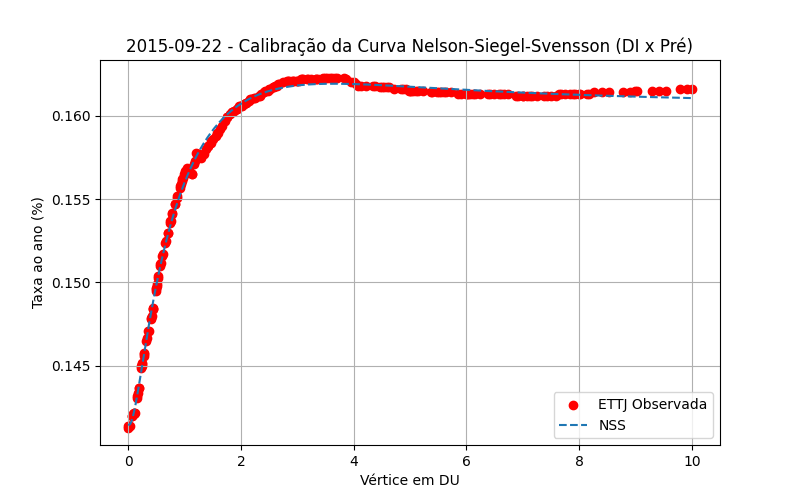 2015-09-22 - Calibração da Curva Nelson-Siegel-Svensson (DI x Pré)
Taxa ao ano (%)
0.160
0.155
0.150
0.145
0 2 4 6 8 10
Vértice em DU
ETTJ Observada
NSS